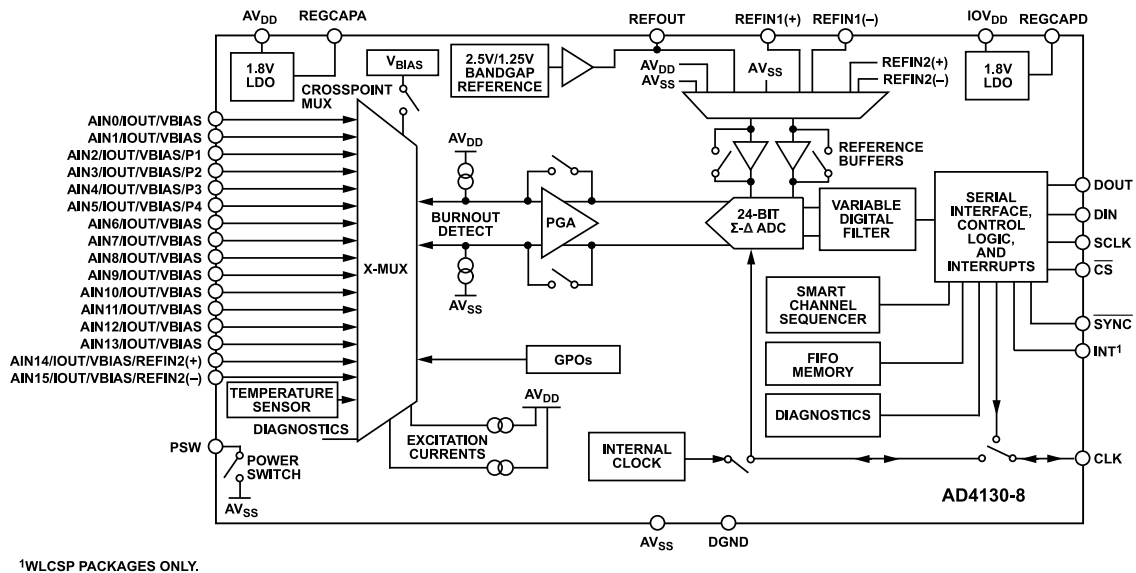 AVDD
REGCAPA
REFOUT
REFIN1(+)
REFIN1(–)
IOVDD
REGCAPD
1.8V
LDO
CROSSPOINT
MUX
VBIAS
2.5V/1.25V
BANDGAP
REFERENCE
AVDD
AVSS
AVSS
REFIN2(+)
REFIN2(–)
1.8V
LDO
AIN0/IOUT/VBIAS
AIN1/IOUT/VBIAS
AIN2/IOUT/VBIAS/P1
AIN3/IOUT/VBIAS/P2
AIN4/IOUT/VBIAS/P3
AIN5/IOUT/VBIAS/P4
AIN6/IOUT/VBIAS
AIN7/IOUT/VBIAS
AIN8/IOUT/VBIAS
AIN9/IOUT/VBIAS
AIN10/IOUT/VBIAS
AIN11/IOUT/VBIAS
AIN12/IOUT/VBIAS
AIN13/IOUT/VBIAS
AIN14/IOUT/VBIAS/REFIN2(+)
AIN15/IOUT/VBIAS/REFIN2(–)
TEMPERATURE
SENSOR
DIAGNOSTICS
X-MUX
AVDD
BURNOUT
DETECT
AVSS
PGA
REFERENCE
BUFFERS
24-BIT
Σ-Δ ADC
VARIABLE
DIGITAL
FILTER
SERIAL
INTERFACE,
CONTROL
LOGIC,
AND
INTERRUPTS
DOUT
DIN
SCLK
CS
SYNC
INT1
SMART
CHANNEL
SEQUENCER
FIFO
MEMORY
DIAGNOSTICS
GPOs
AVDD
EXCITATION
CURRENTS
PSW
POWER
SWITCH
AVSS
INTERNAL
CLOCK
CLK
AD4130-8
AVSS
DGND
1WLCSP PACKAGES ONLY.